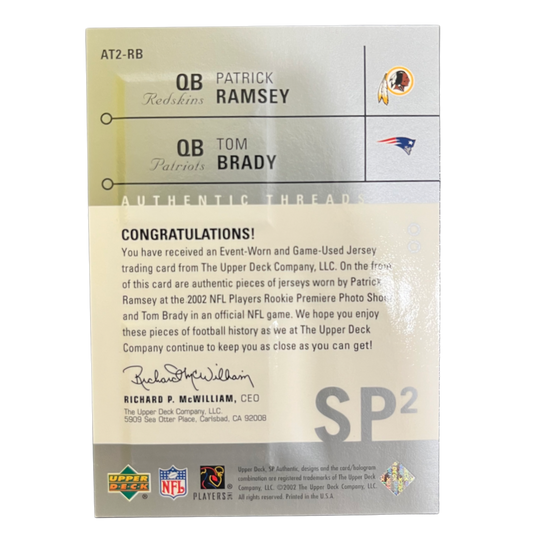 AT2-RB
QB PATRICK
Redskins RAMSEY
QB TOM
Patriots BRADY
AUTHENTIC THREADS
CONGRATULATIONS!
You have received an Event-Worn and Game-Used Jersey
trading card from The Upper Deck Company, LLC. On the front
of this card are authentic pieces of jerseys worn by Patrick
Ramsey at the 2002 NFL Players Rookie Premiere Photo Shoot
and Tom Brady in an official NFL game. We hope you enjoy
these pieces of football history as we at The Upper Deck
Company continue to keep you as close as you can get!
Richard P. McWilliam
RICHARD P. McWILLIAM, CEO
The Upper Deck Company, LLC.
5909 Sea Otter Place, Carlsbad, CA 92008
SP2
UPPER
DECK
NFL
PLAYERS INC
Upper Deck, SP Authentic, designs and the card/hologram
combination are registered trademarks of The Upper Deck
Company, LLC. ©2002 The Upper Deck Company, LLC.
All rights reserved. Printed in the U.S.A.